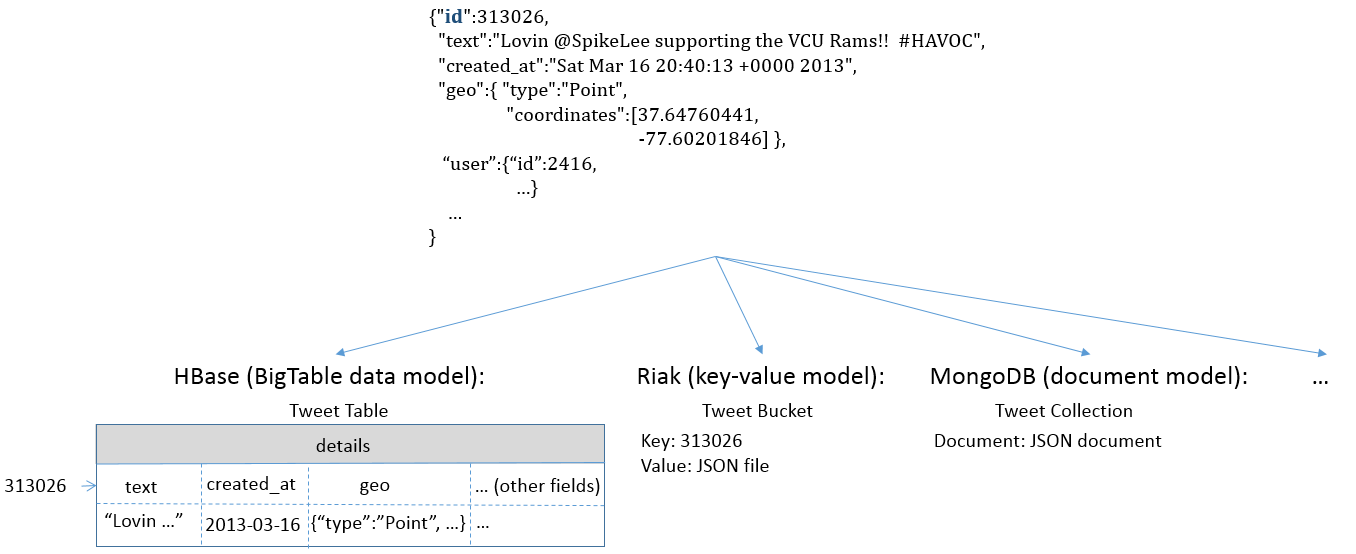 {"id":313026,
"text":"Lovin @SpikeLee supporting the VCU Rams!! #HAVOC",
"created_at":"Sat Mar 16 20:40:13 +0000 2013",
"geo":{ "type":"Point",
"coordinates":[37.64760441,
-77.60201846] },
“user”:{“id”:2416,
...}
...
}
HBase (BigTable data model):
Tweet Table
details
313026
text created_at geo ... (other fields)
“Lovin ...” 2013-03-16 {“type”:”Point”, ...} ...
Riak (key-value model):
Tweet Bucket
Key: 313026
Value: JSON file
MongoDB (document model):
Tweet Collection
Document: JSON document
...